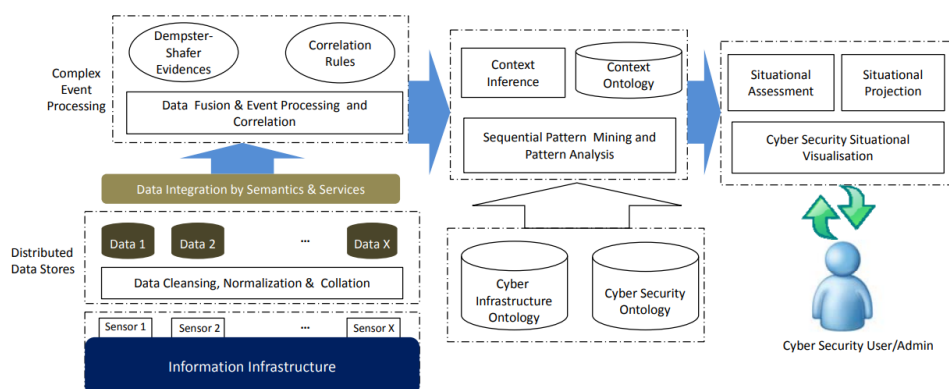 Complex
Event
Processing
Dempster-
Shafer
Evidences
Correlation
Rules
Data Fusion & Event Processing and
Correlation
Data Integration by Semantics & Services
Distributed
Data Stores
Data 1
Data 2
...
Data X
Data Cleansing, Normalization & Collation
Sensor 1
Sensor 2
...
Sensor X
Information Infrastructure
Context
Inference
Context
Ontology
Sequential Pattern Mining and
Pattern Analysis
Cyber
Infrastructure
Ontology
Cyber Security
Ontology
Situational
Assessment
Situational
Projection
Cyber Security Situational
Visualisation
Cyber Security User/Admin